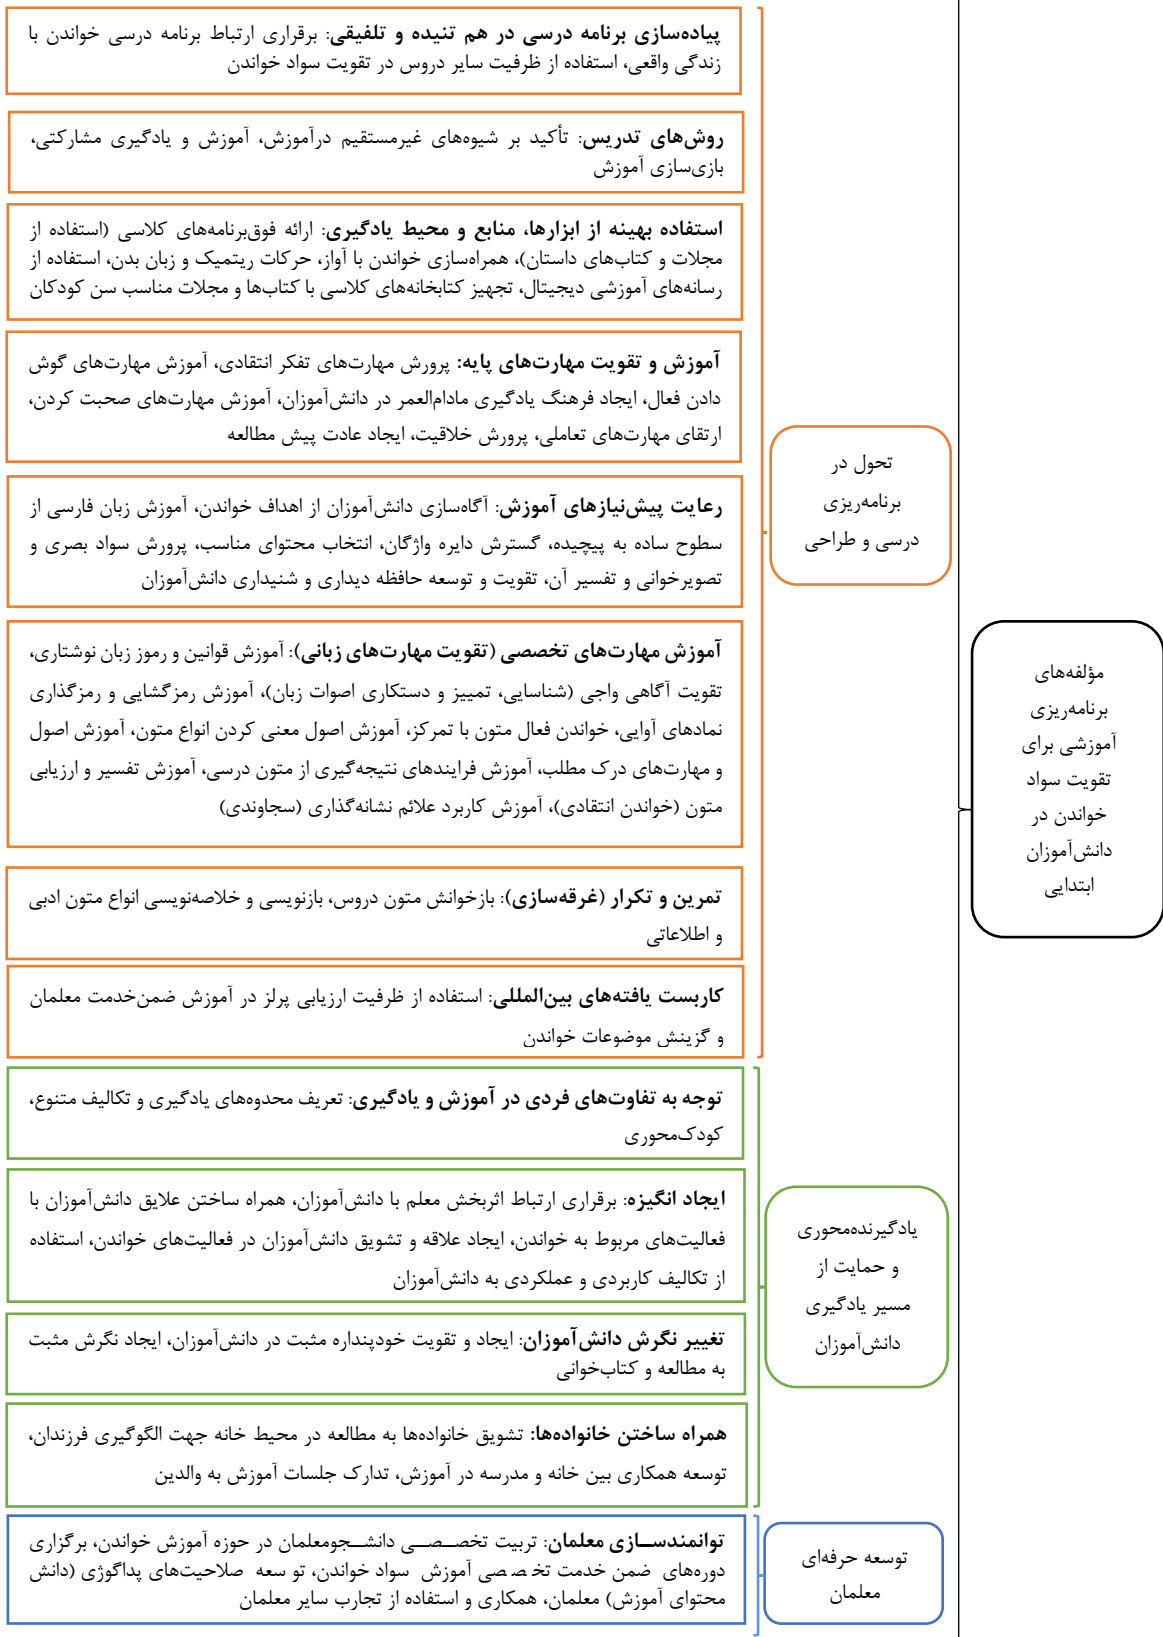 پیاده‌سازی برنامه درسی در هم تنیده و تلفیقی: برقراری ارتباط برنامه درسی خواندن با
زندگی واقعی، استفاده از ظرفیت سایر دروس در تقویت سواد خواندن
روش‌های تدریس: تأکید بر شیوه‌های غیرمستقیم درآموزش، آموزش و یادگیری مشارکتی،
بازی‌سازی آموزش
استفاده بهینه از ابزارها، منابع و محیط یادگیری: ارائه فوق‌برنامه‌های کلاسی (استفاده از
مجلات و کتاب‌های داستان)، همراه‌سازی خواندن با آواز، حرکات ریتمیک و زبان بدن، استفاده از
رسانه‌های آموزشی دیجیتال، تجهیز کتابخانه‌های کلاسی با کتاب‌ها و مجلات مناسب سن کودکان
آموزش و تقویت مهارت‌های پایه: پرورش مهارت‌های تفکر انتقادی، آموزش مهارت‌های گوش
دادن فعال، ایجاد فرهنگ یادگیری مادام‌العمر در دانش‌آموزان، آموزش مهارت‌های صحبت کردن،
ارتقای مهارت‌های تعاملی، پرورش خلاقیت، ایجاد عادت پیش مطالعه
رعایت پیش‌نیازهای آموزش: آگاه‌سازی دانش‌آموزان از اهداف خواندن، آموزش زبان فارسی از
سطوح ساده به پیچیده، گسترش دایره واژگان، انتخاب محتوای مناسب، پرورش سواد بصری و
تصویرخوانی و تفسیر آن، تقویت و توسعه حافظه دیداری و شنیداری دانش‌آموزان
آموزش مهارت‌های تخصصی (تقویت مهارت‌های زبانی): آموزش قوانین و رموز زبان نوشتاری،
تقویت آگاهی واجی (شناسایی، تمییز و دستکاری اصوات زبان)، آموزش رمزگشایی و رمزگذاری
نمادهای آوایی، خواندن فعال متون با تمرکز، آموزش اصول معنی کردن انواع متون، آموزش اصول
و مهارت‌های درک مطلب، آموزش فرایندهای نتیجه‌گیری از متون درسی، آموزش تفسیر و ارزیابی
متون (خواندن انتقادی)، آموزش کاربرد علائم نشانه‌گذاری (سجاوندی)
تمرین و تکرار (غرقه‌سازی): بازخوانش متون دروس، بازنویسی و خلاصه‌نویسی انواع متون ادبی
و اطلاعاتی
کاربست یافته‌های بین‌المللی: استفاده از ظرفیت ارزیابی پرلز در آموزش ضمن‌خدمت معلمان
و گزینش موضوعات خواندن
تحول در
برنامه‌ریزی
درسی و طراحی
توجه به تفاوت‌های فردی در آموزش و یادگیری: تعریف محدوه‌های یادگیری و تکالیف متنوع،
کودک‌محوری
ایجاد انگیزه: برقراری ارتباط اثربخش معلم با دانش‌آموزان، همراه ساختن علایق دانش‌آموزان با
فعالیت‌های مربوط به خواندن، ایجاد علاقه و تشویق دانش‌آموزان در فعالیت‌های خواندن، استفاده
از تکالیف کاربردی و عملکردی به دانش‌آموزان
تغییر نگرش دانش‌آموزان: ایجاد و تقویت خودپنداره مثبت در دانش‌آموزان، ایجاد نگرش مثبت
به مطالعه و کتاب‌خوانی
همراه ساختن خانواده‌ها: تشویق خانواده‌ها به مطالعه در محیط خانه جهت الگوگیری فرزندان،
توسعه همکاری بین خانه و مدرسه در آموزش، تدارک جلسات آموزش به والدین
یادگیرنده‌محوری
و حمایت از
مسیر یادگیری
دانش‌آموزان
توانمندســازی معلمان: تربیت تخصــصــی دانشــجومعلمان در حوزه آموزش خواندن، برگزاری
دوره‌های ضمن خدمت تخصصی آموزش سواد خواندن، توسعه صلاحیت‌های پداگوژی (دانش
محتوای آموزش) معلمان، همکاری و استفاده از تجارب سایر معلمان
توسعه حرفه‌ای
معلمان
مؤلفه‌های
برنامه‌ریزی
آموزشی برای
تقویت سواد
خواندن در
دانش‌آموزان
ابتدایی